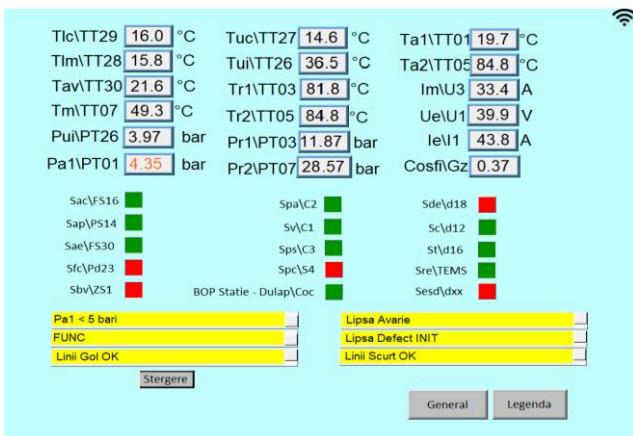 Tlc\TT29 16.0 °C Tuc\TT27 14.6 °C Ta1\TT01 19.7 °C
Tlm\TT28 15.8 °C Tui\TT26 36.5 °C Ta2\TT05 84.8 °C
Tav\TT30 21.6 °C Tr1\TT03 81.8 °C Im\U3 33.4 A
Tm\TT07 49.3 °C Tr2\TT05 84.8 °C Ue\U1 39.9 V
Pui\PT26 3.97 bar Pr1\PT03 11.87 bar Ie\I1 43.8 A
Pa1\PT01 4.35 bar Pr2\PT07 28.57 bar Cosfi\Gz 0.37
Sac\FS16 Spa\C2 Sde\d18
Sap\PS14 Sv\C1 Sc\d12
Sae\FS30 Sps\C3 St\d16
Sfc\Pd23 Spc\S4 Sre\TEMS
Sbv\ZS1 BOP Statie - Dulap\Coc Sesd\dxx
Pa1 < 5 bari Lipsa Avarie
FUNC Lipsa Defect INIT
Linii Gol OK Linii Scurt OK
Stergere
General Legenda